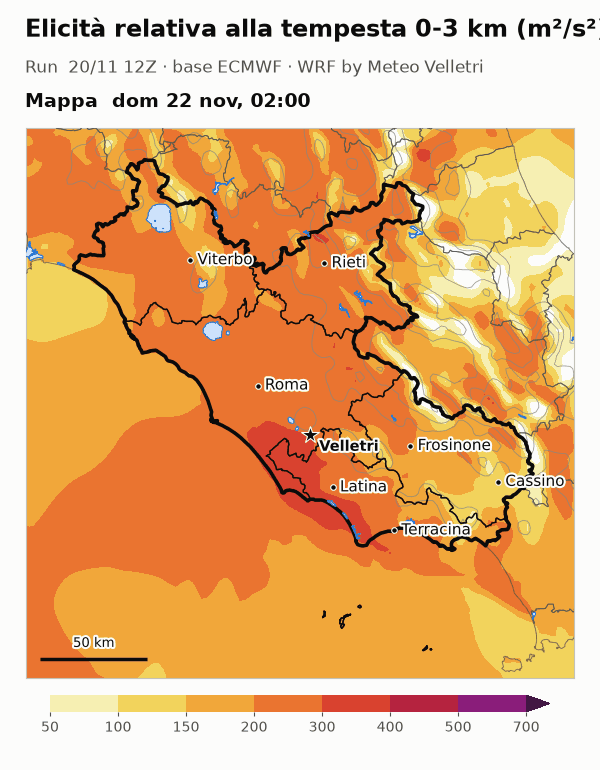 Elicità relativa alla tempesta 0-3 km (m²/s²)
Run  20/11 12Z · base ECMWF · WRF by Meteo Velletri
Mappa  dom 22 nov, 02:00
Viterbo
Rieti
Roma
Velletri
Frosinone
Cassino
Latina
Terracina
50 km
50 100 150 200 300 400 500 700